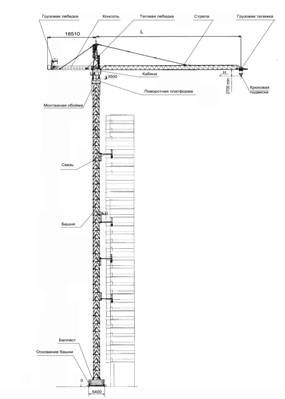 Грузовая лебедка
Консоль
Тяговая лебедка
Стрела
Грузовая тележка
16510
L
Кабина
3500
Поворотная платформа
Крюковая
подвеска
Монтажная обойма
2700 min
Связь
Башня
Балласт
Основание башни
0
5400